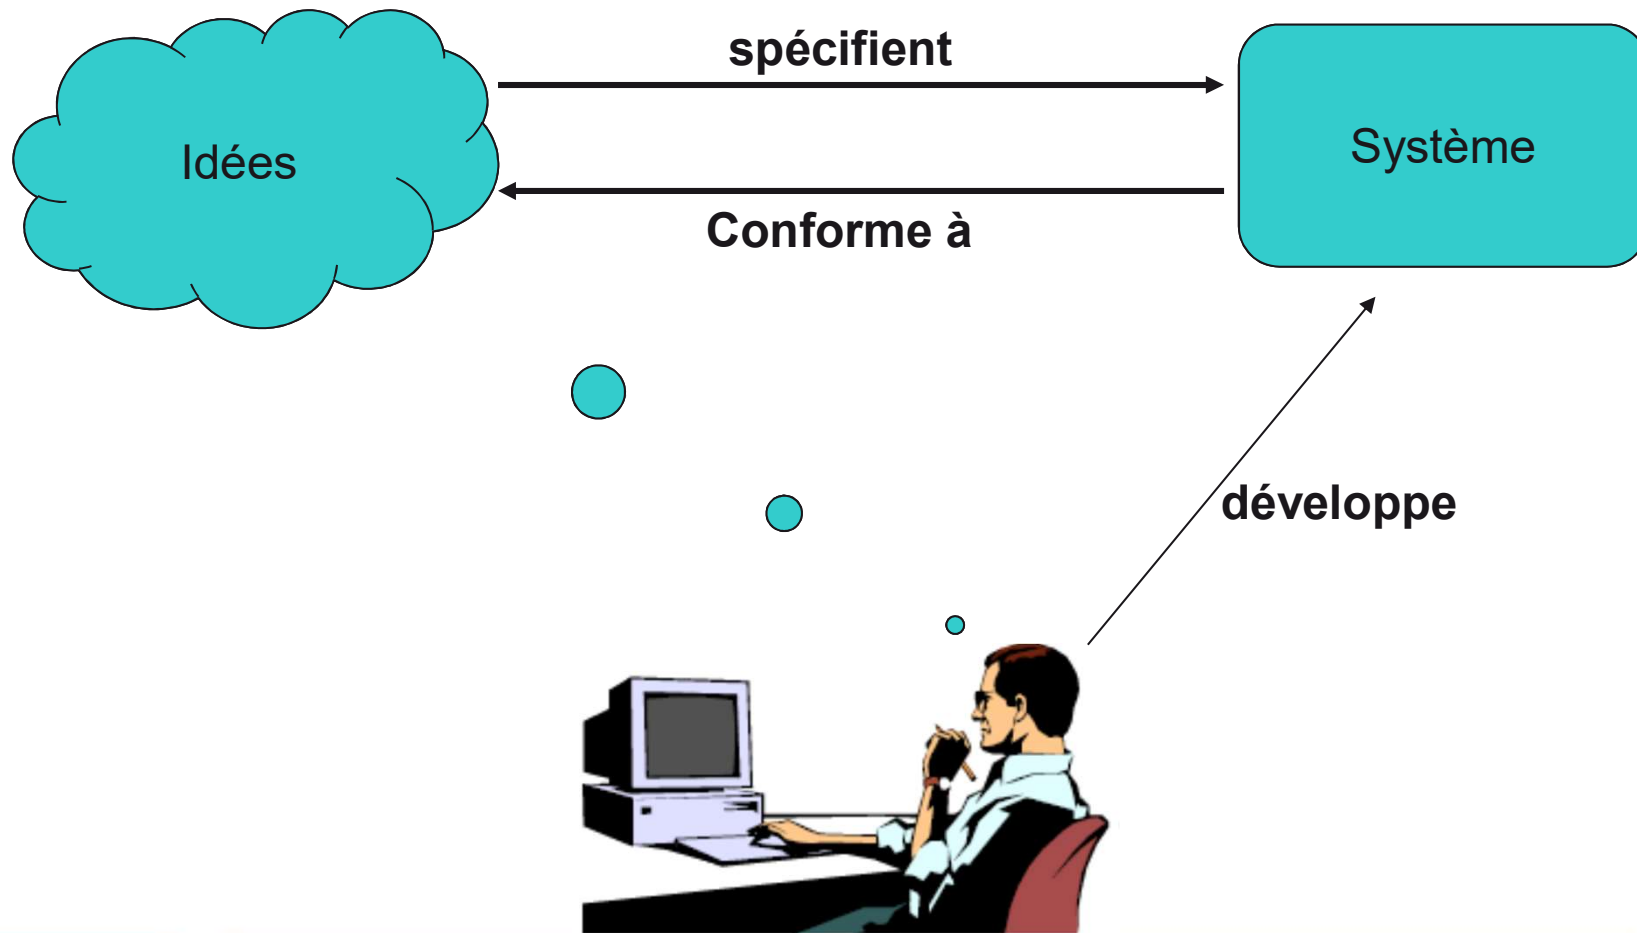 spécifient
Idées
Système
Conforme à
développe